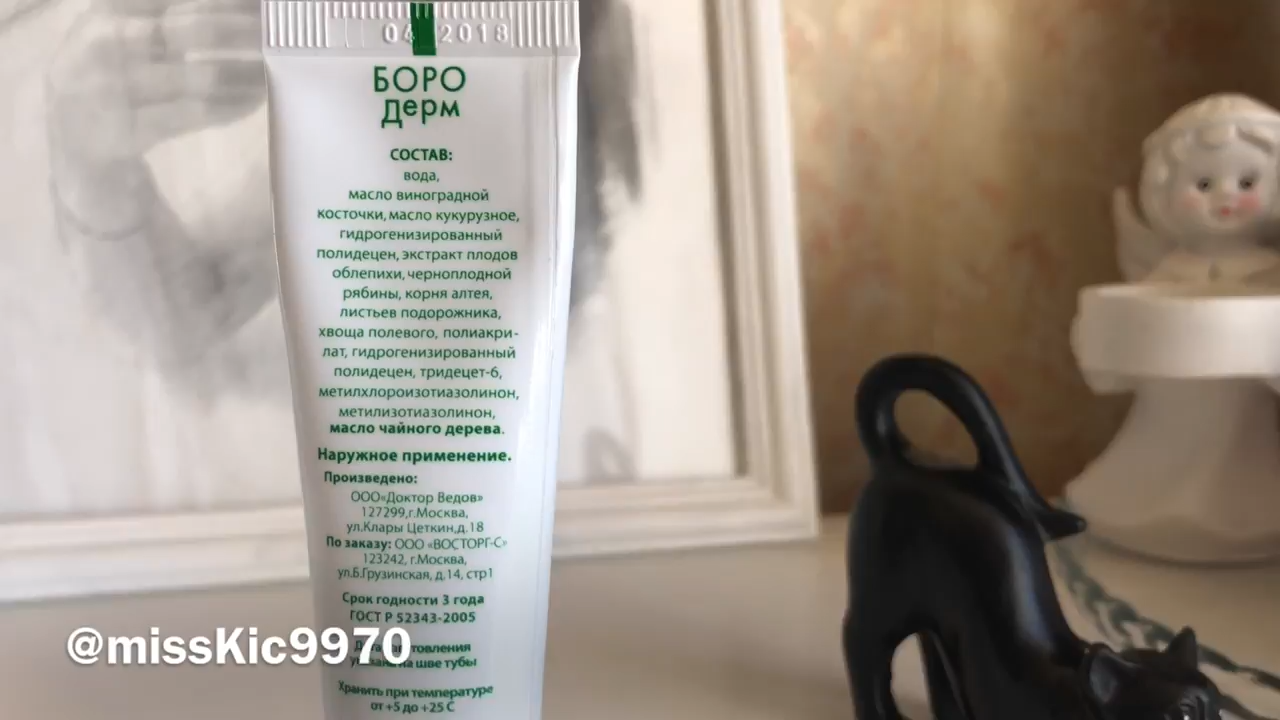 04 2018
БОРО
Дерм
СОСТАВ:
вода,
масло виноградной
косточки, масло кукурузное,
гидрогенизированный
полидецен, экстракт плодов
облепихи, черноплодной
рябины, корня алтея,
листьев подорожника,
хвоща полевого, полиакри-
лат, гидрогенизированный
полидецен, тридецет-6,
метилхлороизотиазолинон,
метилизотиазолинон,
масло чайного дерева.
Наружное применение.
Произведено:
ООО«Доктор Ведов»
127299,г.Москва,
ул.Клары Цеткин,д.18
По заказу: ООО «ВОСТОРГ-С»
123242, г.Москва,
ул.Б.Грузинская, д.14, стр1
Срок годности 3 года
ГОСТ Р 52343-2005
@missKic9970
на шве тубы
Хранить при температуре
от +5 до +25 С